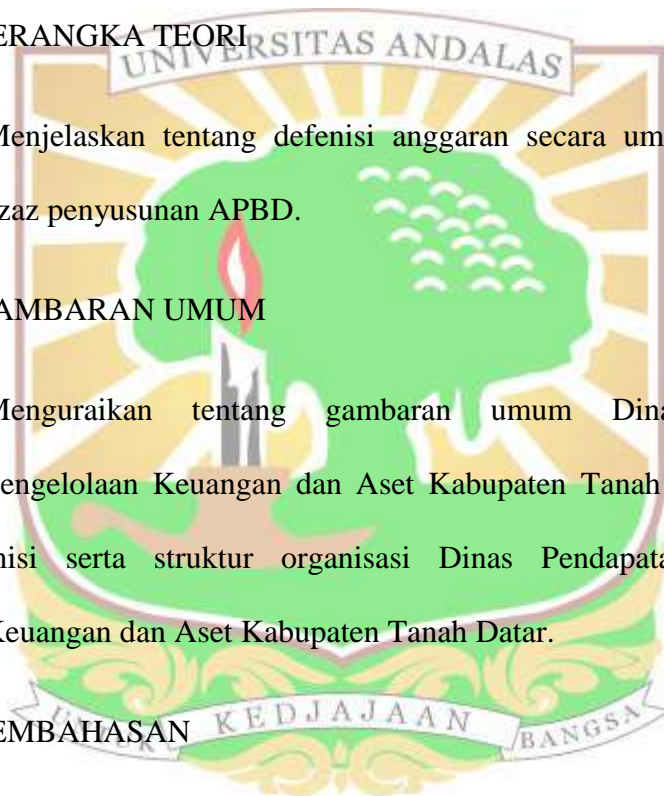 ERANGKA TEORI
UNIVERSITAS ANDALAS
Menjelaskan tentang defenisi anggaran secara um
zaz penyusunan APBD.
AMBARAN UMUM
Menguraikan tentang gambaran umum Dina
engelolaan Keuangan dan Aset Kabupaten Tanah
misi serta struktur organisasi Dinas Pendapata
Keuangan dan Aset Kabupaten Tanah Datar.
EMBAHASAN
UNTUK KEDJAJAAN BANGSA